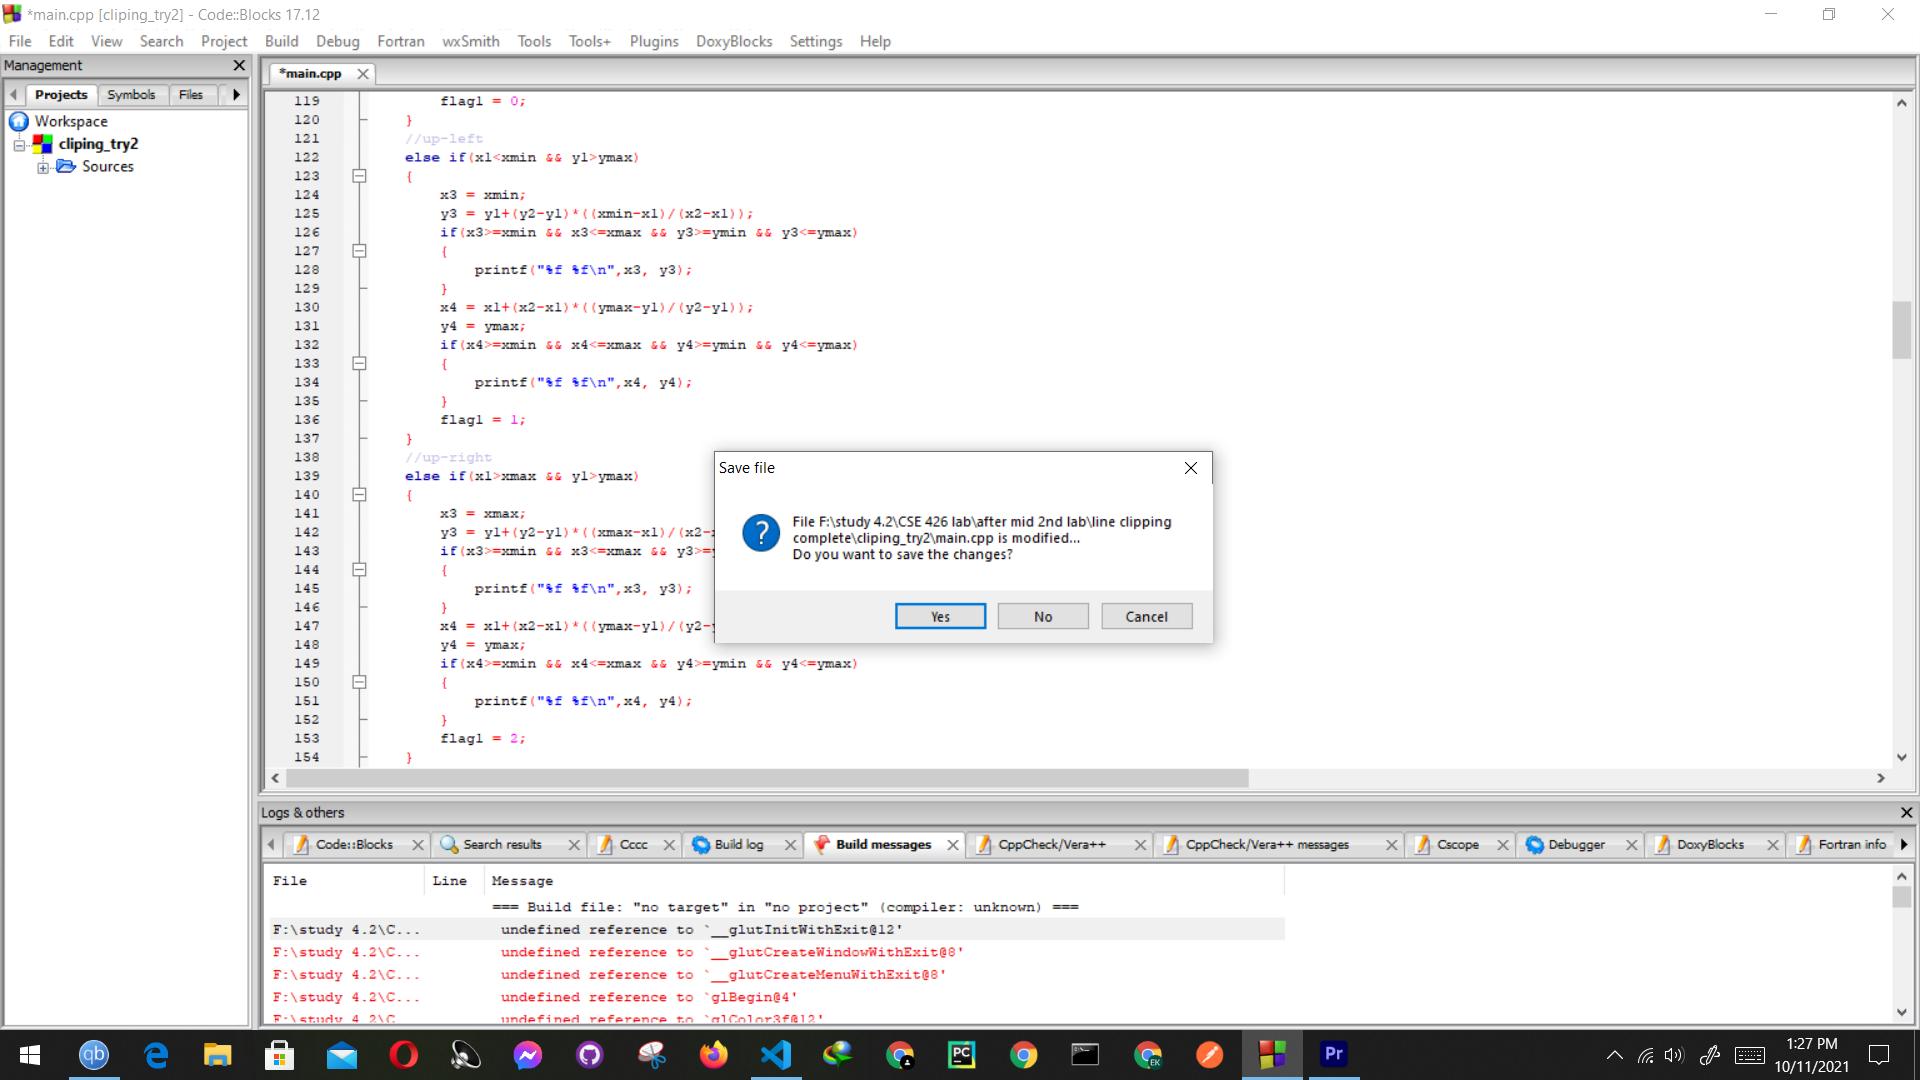 *main.cpp [cliping_try2] - Code::Blocks 17.12
File Edit View Search Project Build Debug Fortran wxSmith Tools Tools+ Plugins DoxyBlocks Settings Help
Management
Projects Symbols Files
Workspace
cliping_try2
Sources
*main.cpp
119 flag1 = 0;
120 }
121 //up-left
122 else if(x1<xmin && y1>ymax)
123 {
124 x3 = xmin;
125 y3 = y1+(y2-y1)*((xmin-x1)/(x2-x1));
126 if(x3>=xmin && x3<=xmax && y3>=ymin && y3<=ymax)
127 {
128 printf("%f %f\n",x3, y3);
129 }
130 x4 = x1+(x2-x1)*((ymax-y1)/(y2-y1));
131 y4 = ymax;
132 if(x4>=xmin && x4<=xmax && y4>=ymin && y4<=ymax)
133 {
134 printf("%f %f\n",x4, y4);
135 }
136 flag1 = 1;
137 }
138 //up-right
139 else if(x1>xmax && y1>ymax)
140 {
141 x3 = xmax;
142 y3 = y1+(y2-y1)*((xmax-x1)/(x2-
143 if(x3>=xmin && x3<=xmax && y3>=
144 {
145 printf("%f %f\n",x3, y3);
146 }
147 x4 = x1+(x2-x1)*((ymax-y1)/(y2-
148 y4 = ymax;
149 if(x4>=xmin && x4<=xmax && y4>=ymin && y4<=ymax)
150 {
151 printf("%f %f\n",x4, y4);
152 }
153 flag1 = 2;
154 }
Save file
File F:\study 4.2\CSE 426 lab\after mid 2nd lab\line clipping
complete\cliping_try2\main.cpp is modified...
Do you want to save the changes?
Yes No Cancel
Logs & others
Code::Blocks Search results Cccc Build log Build messages CppCheck/Vera++ CppCheck/Vera++ messages Cscope Debugger DoxyBlocks Fortran info
File Line Message
=== Build file: "no target" in "no project" (compiler: unknown) ===
F:\study 4.2\C... undefined reference to `__glutInitWithExit@12'
F:\study 4.2\C... undefined reference to `__glutCreateWindowWithExit@8'
F:\study 4.2\C... undefined reference to `__glutCreateMenuWithExit@8'
F:\study 4.2\C... undefined reference to `glBegin@4'
F:\study 4.2\C... undefined reference to `glColor3f@12'
qb PC EK Pr
1:27 PM
10/11/2021